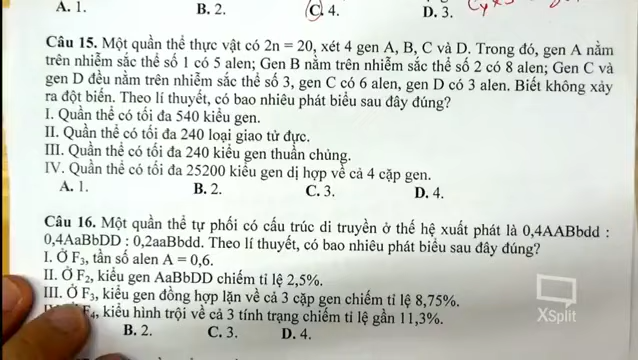 A. 1. B. 2. C. 4. D. 3.
Câu 15. Một quần thể thực vật có 2n = 20, xét 4 gen A, B, C và D. Trong đó, gen A nằm
trên nhiễm sắc thể số 1 có 5 alen; Gen B nằm trên nhiễm sắc thể số 2 có 8 alen; Gen C và
gen D đều nằm trên nhiễm sắc thể số 3, gen C có 6 alen, gen D có 3 alen. Biết không xảy
ra đột biến. Theo lí thuyết, có bao nhiêu phát biểu sau đây đúng?
I. Quần thể có tối đa 540 kiểu gen.
II. Quần thể có tối đa 240 loại giao tử đực.
III. Quần thể có tối đa 240 kiểu gen thuần chủng.
IV. Quần thể có tối đa 25200 kiểu gen dị hợp về cả 4 cặp gen.
A. 1. B. 2. C. 3. D. 4.
Câu 16. Một quần thể tự phối có cấu trúc di truyền ở thế hệ xuất phát là 0,4AABbdd :
0,4AaBbDD : 0,2aaBbdd. Theo lí thuyết, có bao nhiêu phát biểu sau đây đúng?
I. Ở F3, tần số alen A = 0,6.
II. Ở F2, kiểu gen AaBbDD chiếm tỉ lệ 2,5%.
III. Ở F3, kiểu gen đồng hợp lặn về cả 3 cặp gen chiếm tỉ lệ 8,75%.
F4, kiểu hình trội về cả 3 tính trạng chiếm tỉ lệ gần 11,3%.
B. 2. C. 3. D. 4.
XSplit